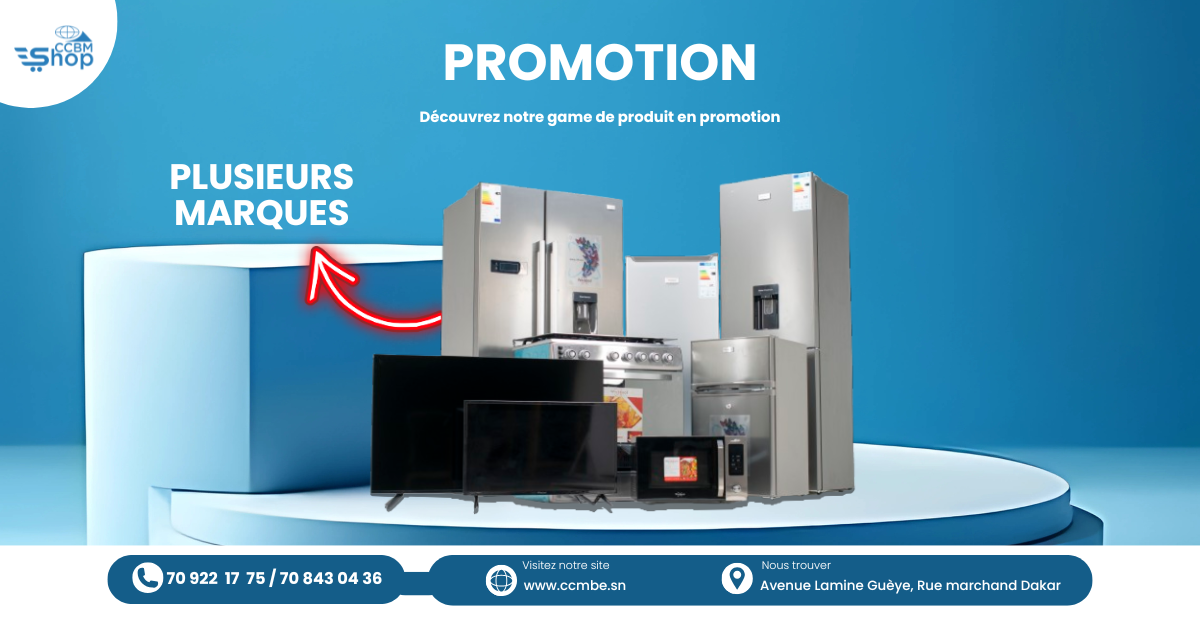 CCBM
Shop
PROMOTION
Découvrez notre game de produit en promotion
PLUSIEURS
MARQUES
70 922 17 75 / 70 843 04 36
Visitez notre site
www.ccmbe.sn
Nous trouver
Avenue Lamine Guèye, Rue marchand Dakar